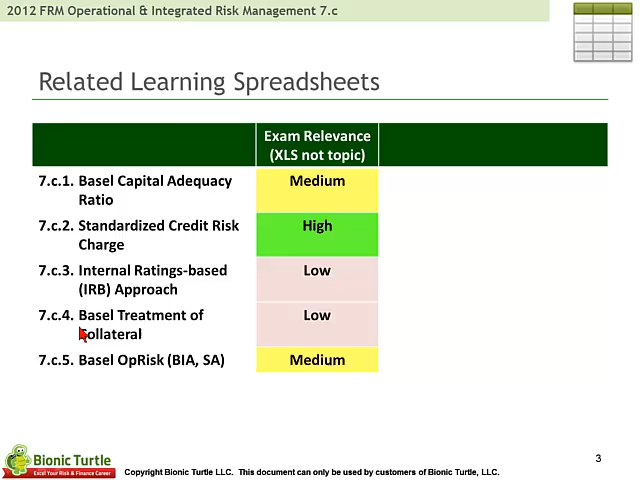 2012 FRM Operational & Integrated Risk Management 7.c
Related Learning Spreadsheets
Exam Relevance
(XLS not topic)
7.c.1. Basel Capital Adequacy
Ratio
Medium
7.c.2. Standardized Credit Risk
Charge
High
7.c.3. Internal Ratings-based
(IRB) Approach
Low
7.c.4. Basel Treatment of
Collateral
Low
7.c.5. Basel OpRisk (BIA, SA)
Medium
3
Bionic Turtle
Excel Your Risk & Finance Career
Copyright Bionic Turtle LLC. This document can only be used by customers of Bionic Turtle, LLC.